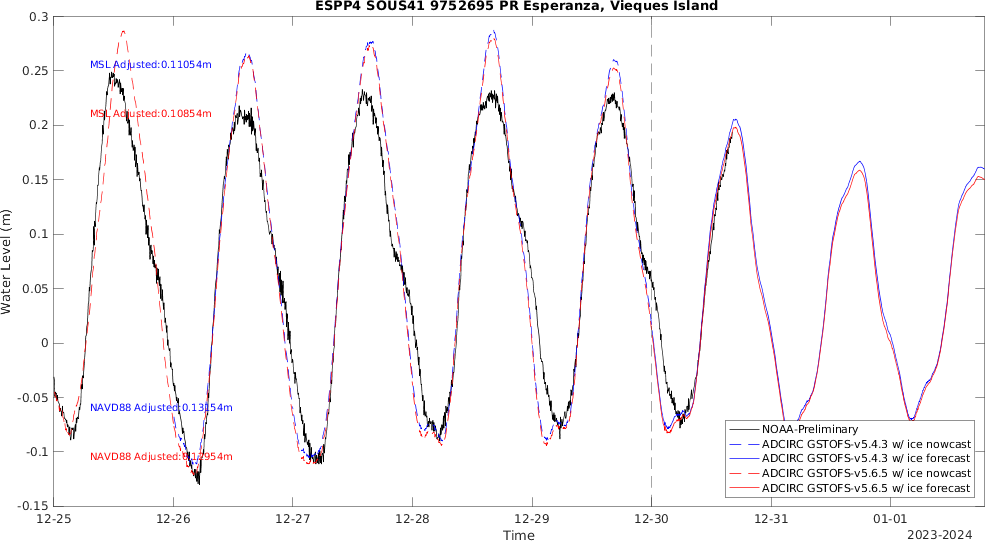 ESPP4 SOUS41 9752695 PR Esperanza, Vieques Island
0.3
0.25
0.2
0.15
0.1
0.05
0
-0.05
-0.1
-0.15
Water Level (m)
MSL Adjusted:0.11054m
MSL Adjusted:0.10854m
NAVD88 Adjusted:0.13154m
NAVD88 Adjusted:0.12954m
NOAA-Preliminary
ADCIRC GSTOFS-v5.4.3 w/ ice nowcast
ADCIRC GSTOFS-v5.4.3 w/ ice forecast
ADCIRC GSTOFS-v5.6.5 w/ ice nowcast
ADCIRC GSTOFS-v5.6.5 w/ ice forecast
12-25 12-26 12-27 12-28 12-29 12-30 12-31 01-01
Time
2023-2024